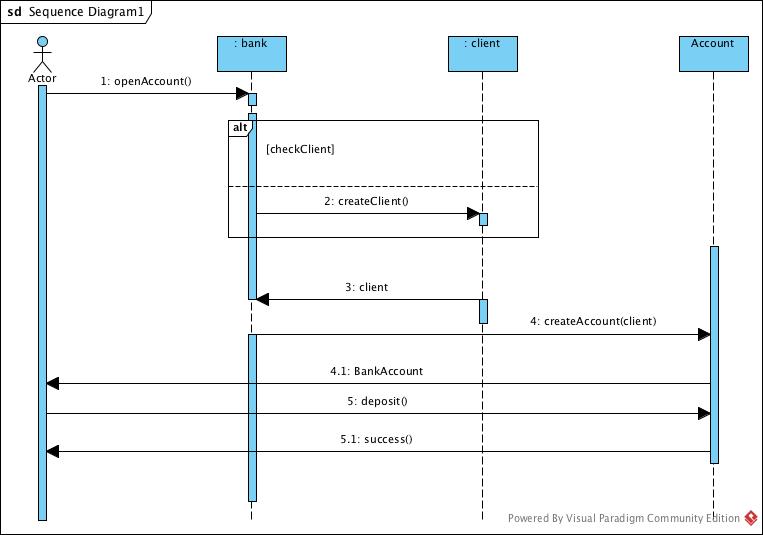 sd Sequence Diagram1
: bank
: client
Account
Actor
1: openAccount()
alt
[checkClient]
2: createClient()
3: client
4: createAccount(client)
4.1: BankAccount
5: deposit()
5.1: success()
Powered By Visual Paradigm Community Edition